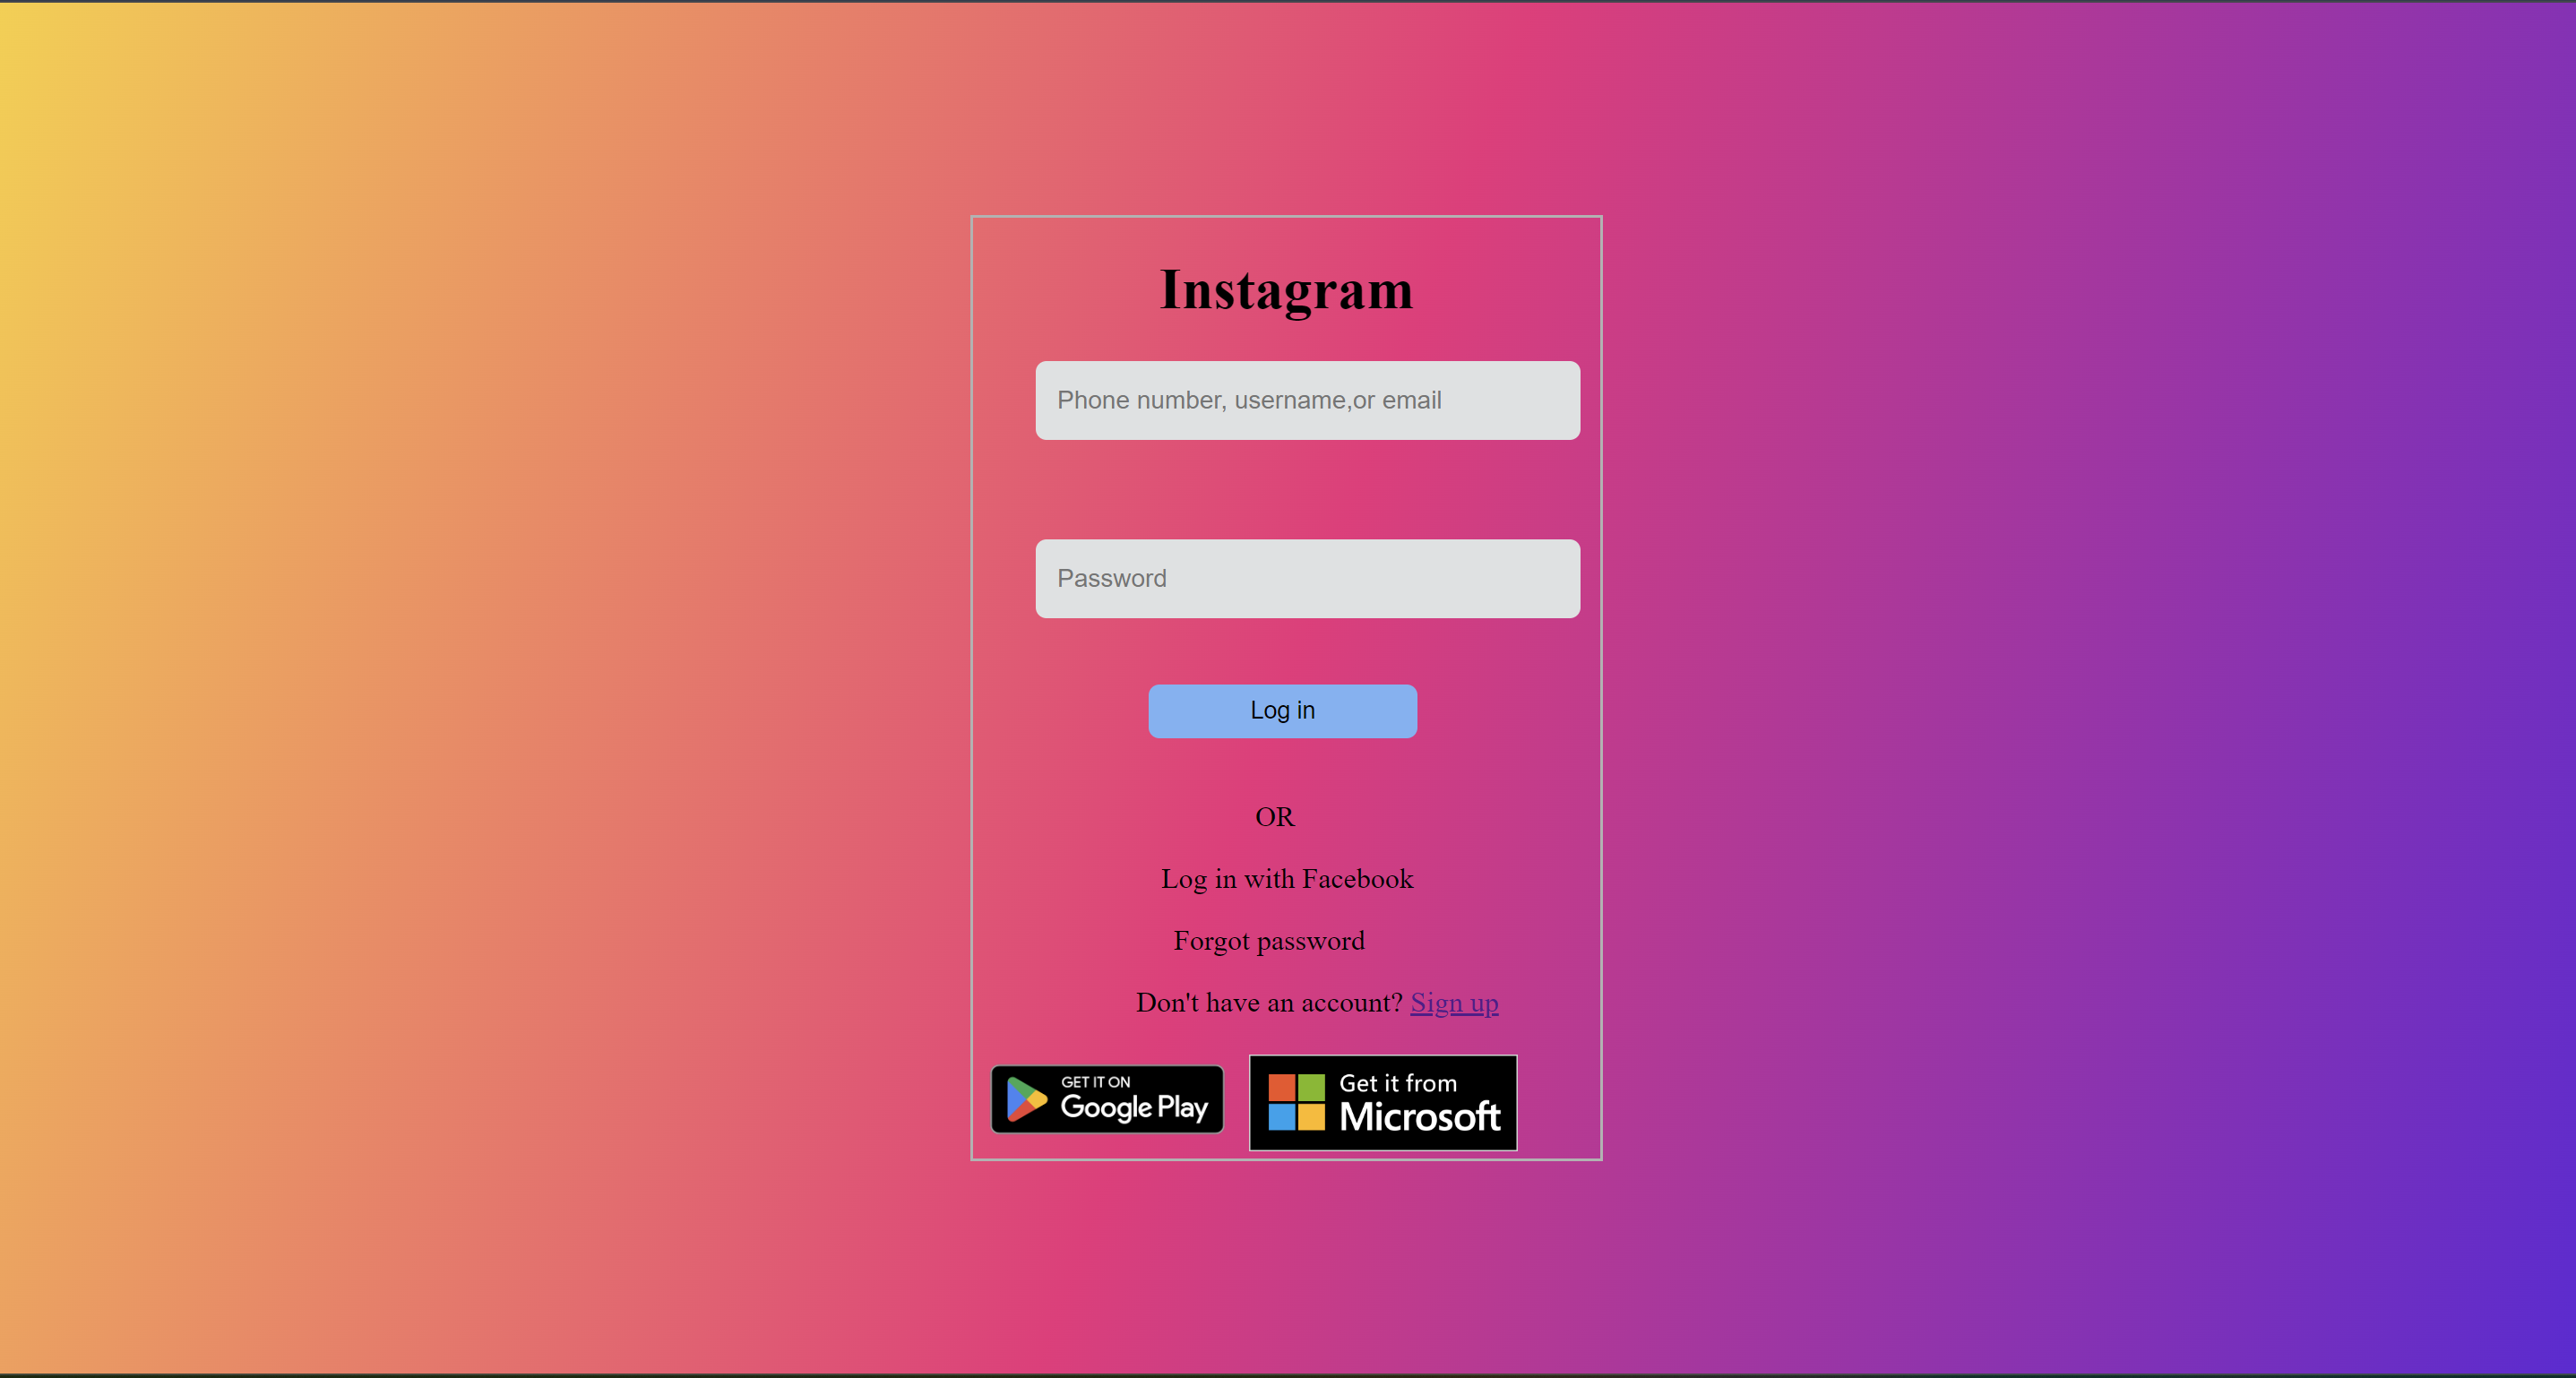 Instagram
Phone number, username,or email
Password
Log in
OR
Log in with Facebook
Forgot password
Don't have an account? Sign up
GET IT ON
Google Play
Get it from
Microsoft